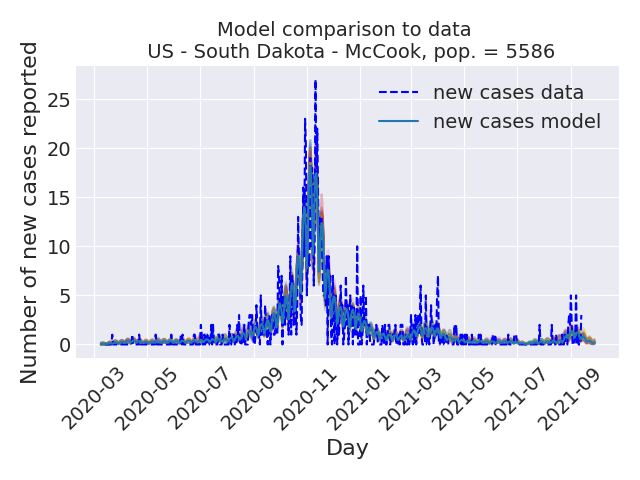 Model comparison to data
US - South Dakota - McCook, pop. = 5586
Number of new cases reported
25
20
15
10
5
0
new cases data
new cases model
2020-03
2020-05
2020-07
2020-09
2020-11
2021-01
2021-03
2021-05
2021-07
2021-09
Day